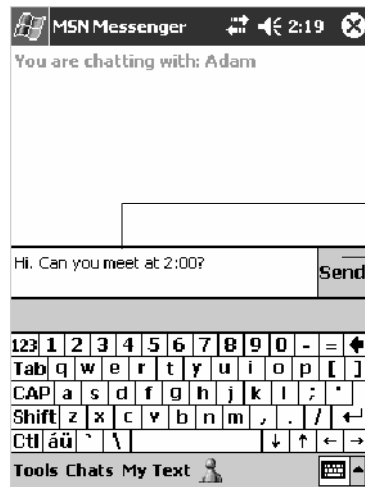 MSN Messenger 2:19
You are chatting with: Adam
Hi. Can you meet at 2:00?
Send
123 1 2 3 4 5 6 7 8 9 0 - =
Tab q w e r t y u i o p [ ]
CAP a s d f g h j k l ; '
Shift z x c v b n m , . /
Ctl áü ` \
Tools Chats My Text